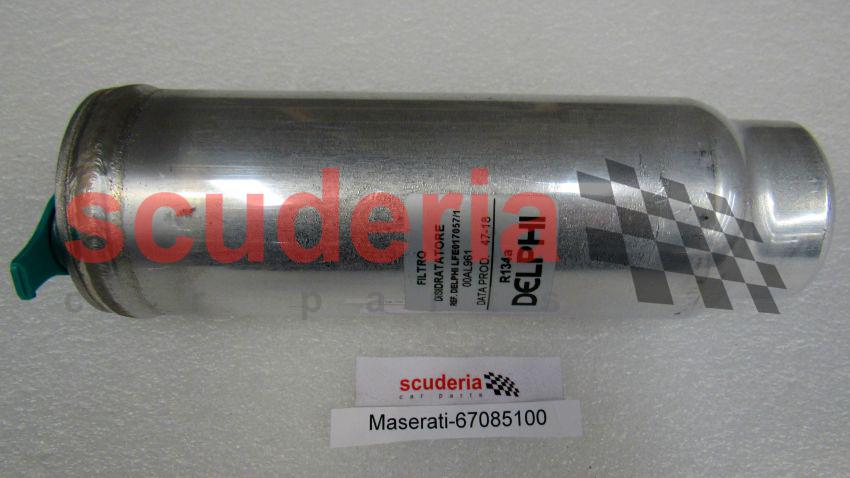 scuderia
car parts
FILTRO
DISIDRATATORE
REF. DELPHI LFE017057/1
00AL961
DATA PROD. 47-18
R134a
DELPHI
scuderia
car parts
Maserati-67085100